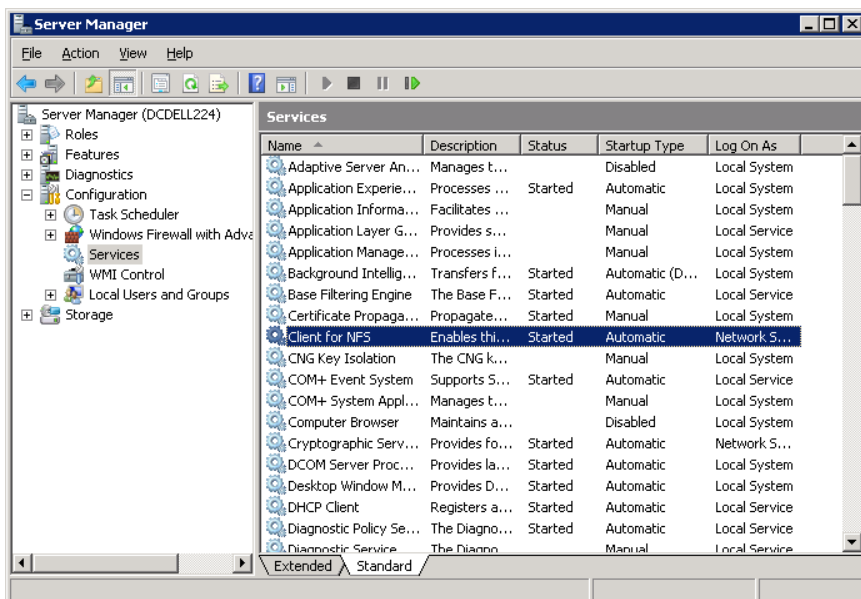 Server Manager
File Action View Help
Server Manager (DCDELL224)
Roles
Features
Diagnostics
Configuration
Task Scheduler
Windows Firewall with Adva
Services
WMI Control
Local Users and Groups
Storage
Services
Name Description Status Startup Type Log On As
Adaptive Server An... Manages t... Disabled Local System
Application Experie... Processes ... Started Automatic Local System
Application Informa... Facilitates ... Manual Local System
Application Layer G... Provides s... Manual Local Service
Application Manage... Processes i... Manual Local System
Background Intellig... Transfers f... Started Automatic (D... Local System
Base Filtering Engine The Base F... Started Automatic Local Service
Certificate Propaga... Propagate... Started Manual Local System
Client for NFS Enables thi... Started Automatic Network S...
CNG Key Isolation The CNG k... Manual Local System
COM+ Event System Supports S... Started Automatic Local Service
COM+ System Appl... Manages t... Manual Local System
Computer Browser Maintains a... Disabled Local System
Cryptographic Serv... Provides fo... Started Automatic Network S...
DCOM Server Proc... Provides la... Started Automatic Local System
Desktop Window M... Provides D... Started Automatic Local System
DHCP Client Registers a... Started Automatic Local Service
Diagnostic Policy Se... The Diagno... Started Automatic Local Service
Diagnostic Service The Diagno Manual Local Service
Extended Standard